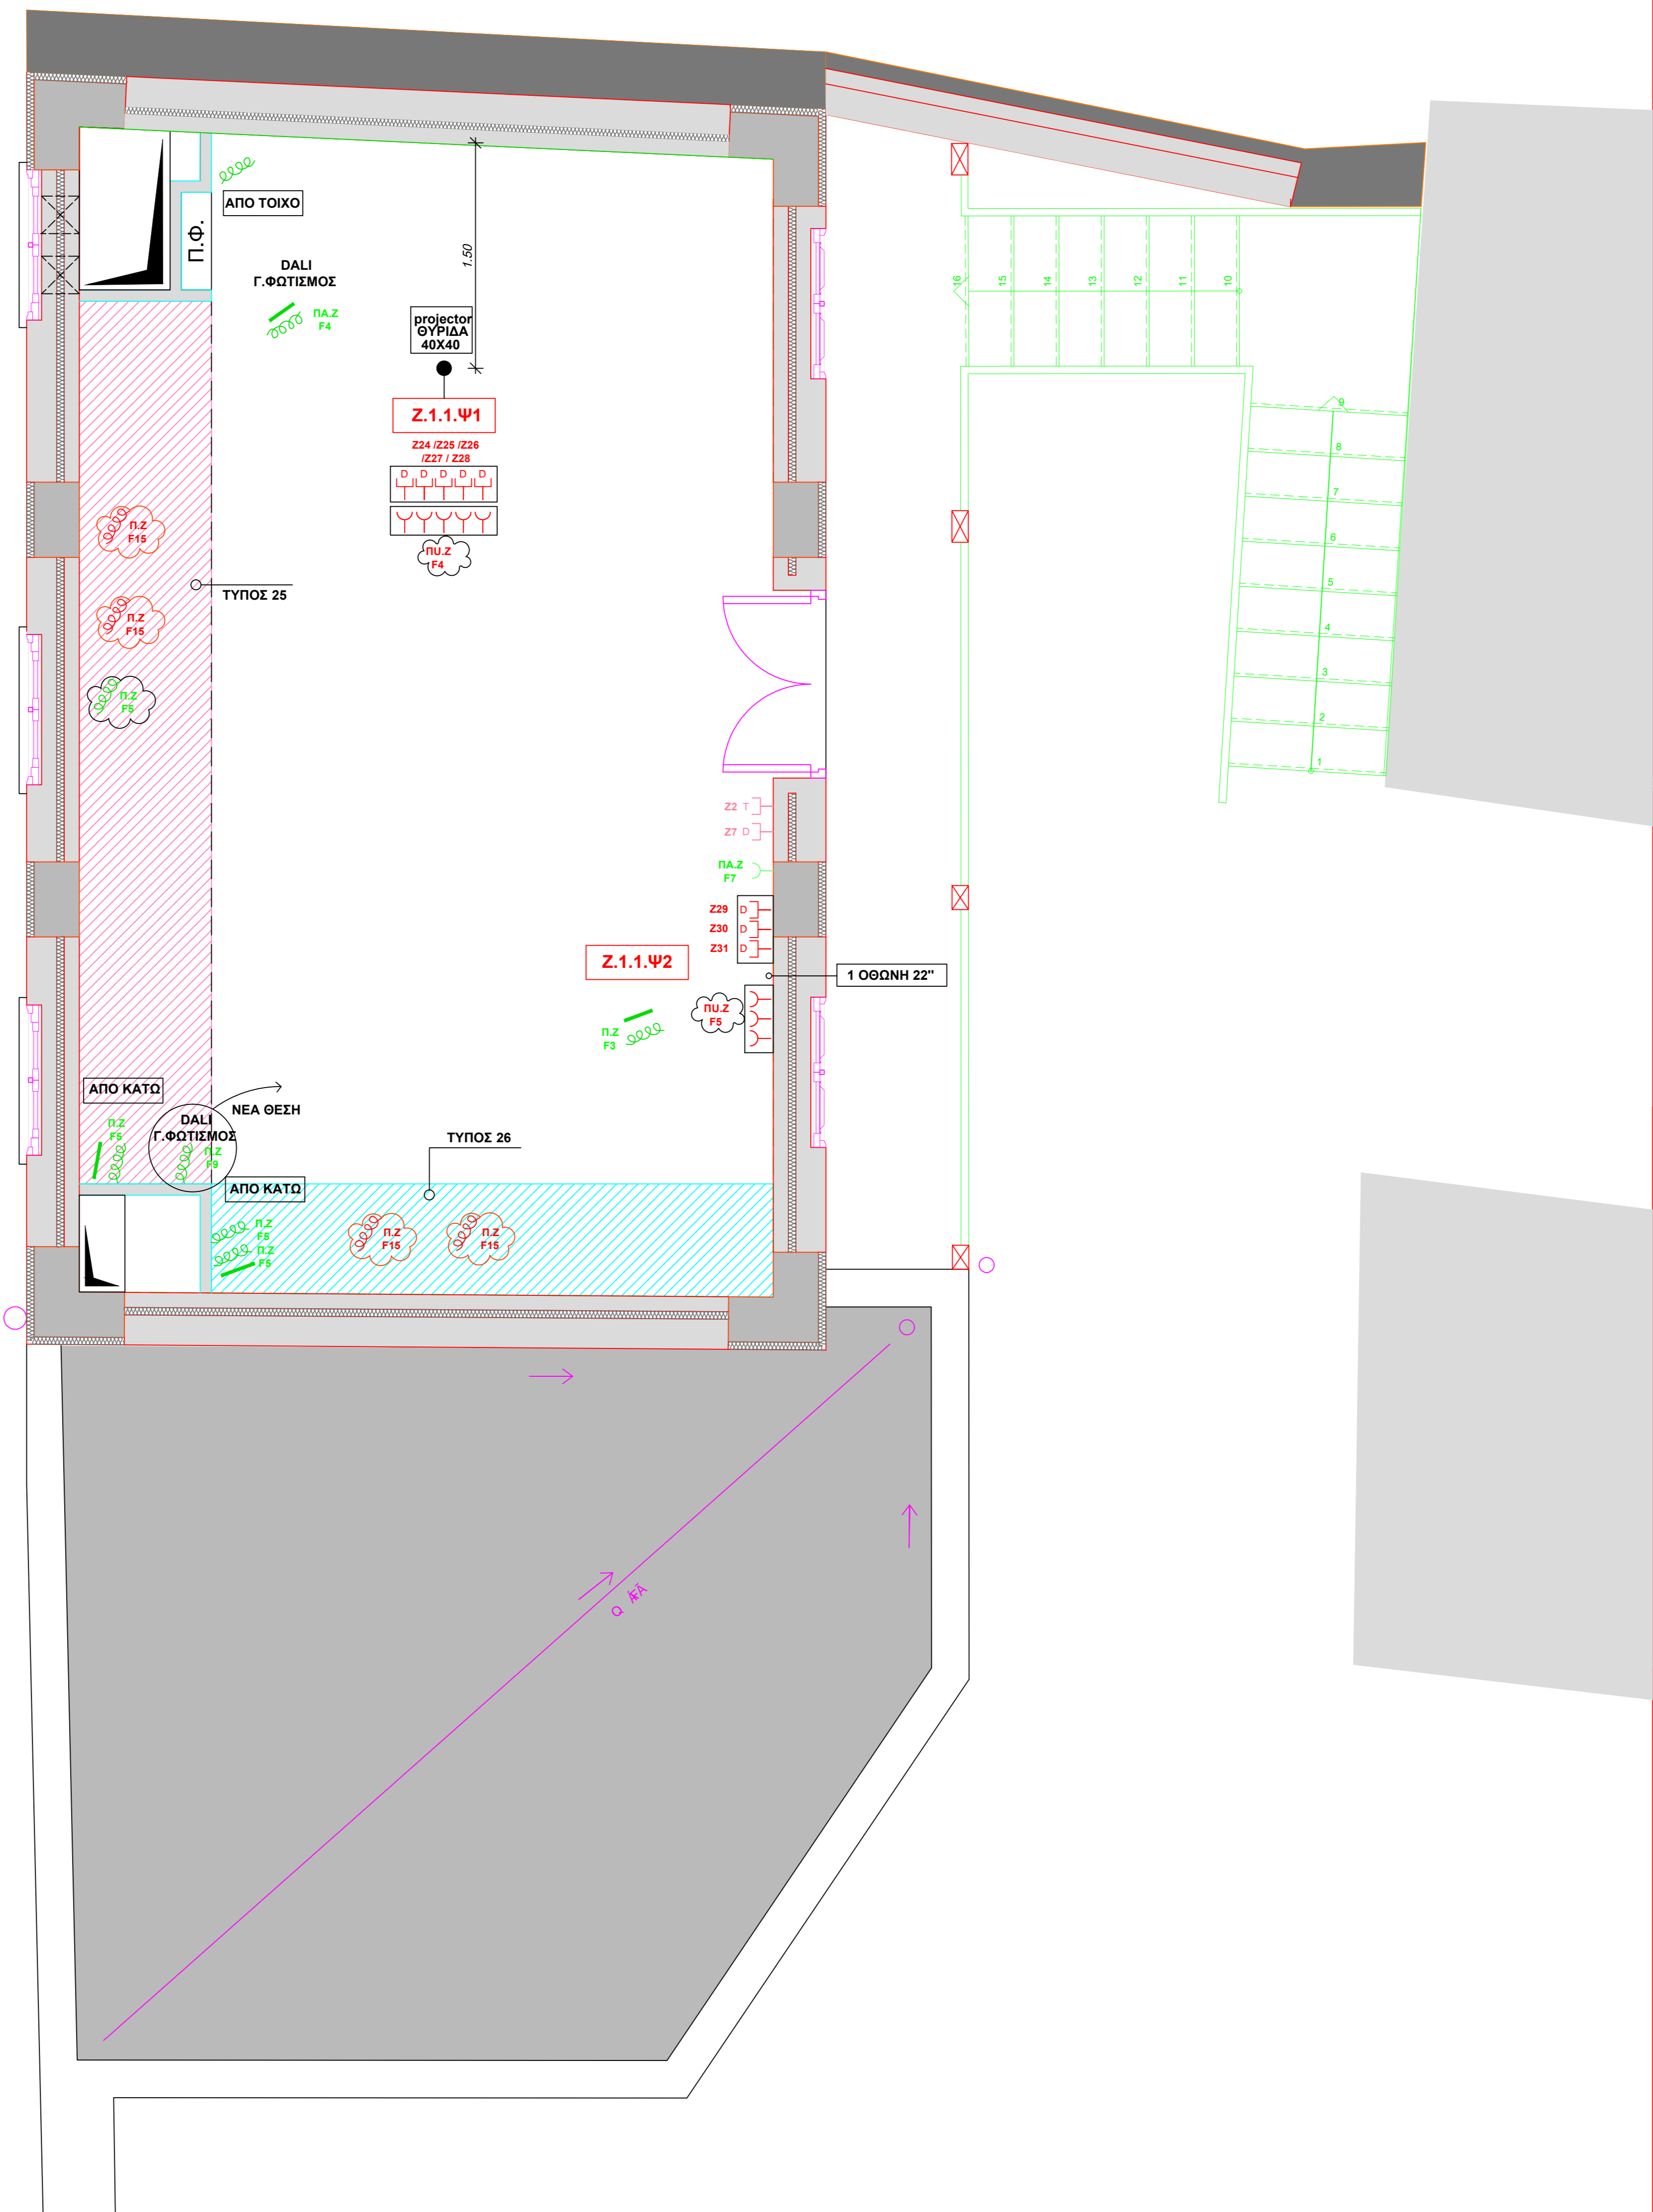 ΑΠΟ ΤΟΙΧΟ
Π.Φ.
DALI
Γ.ΦΩΤΙΣΜΟΣ
ΠΑ.Ζ
F4
1.50
projector
ΘΥΡΙΔΑ
40X40
Ζ.1.1.Ψ1
Z24 /Z25 /Z26
/Z27 / Z28
D D D D D
ΠU.Z
F4
Π.Ζ
F15
ΤΥΠΟΣ 25
Π.Ζ
F15
Π.Ζ
F5
16 15 14 13 12 11 10
9
8
7
6
5
4
3
2
1
Z2 T
Z7 D
ΠΑ.Ζ
F7
Z29 D
Z30 D
Z31 D
Ζ.1.1.Ψ2
1 ΟΘΩΝΗ 22"
ΠU.Z
F5
Π.Ζ
F3
ΑΠΟ ΚΑΤΩ
ΝΕΑ ΘΕΣΗ
Π.Ζ
F5
DALI
Γ.ΦΩΤΙΣΜΟΣ
Π.Ζ
F9
ΤΥΠΟΣ 26
ΑΠΟ ΚΑΤΩ
Π.Ζ
F5
Π.Ζ
F5
Π.Ζ
F15
Π.Ζ
F15
Q